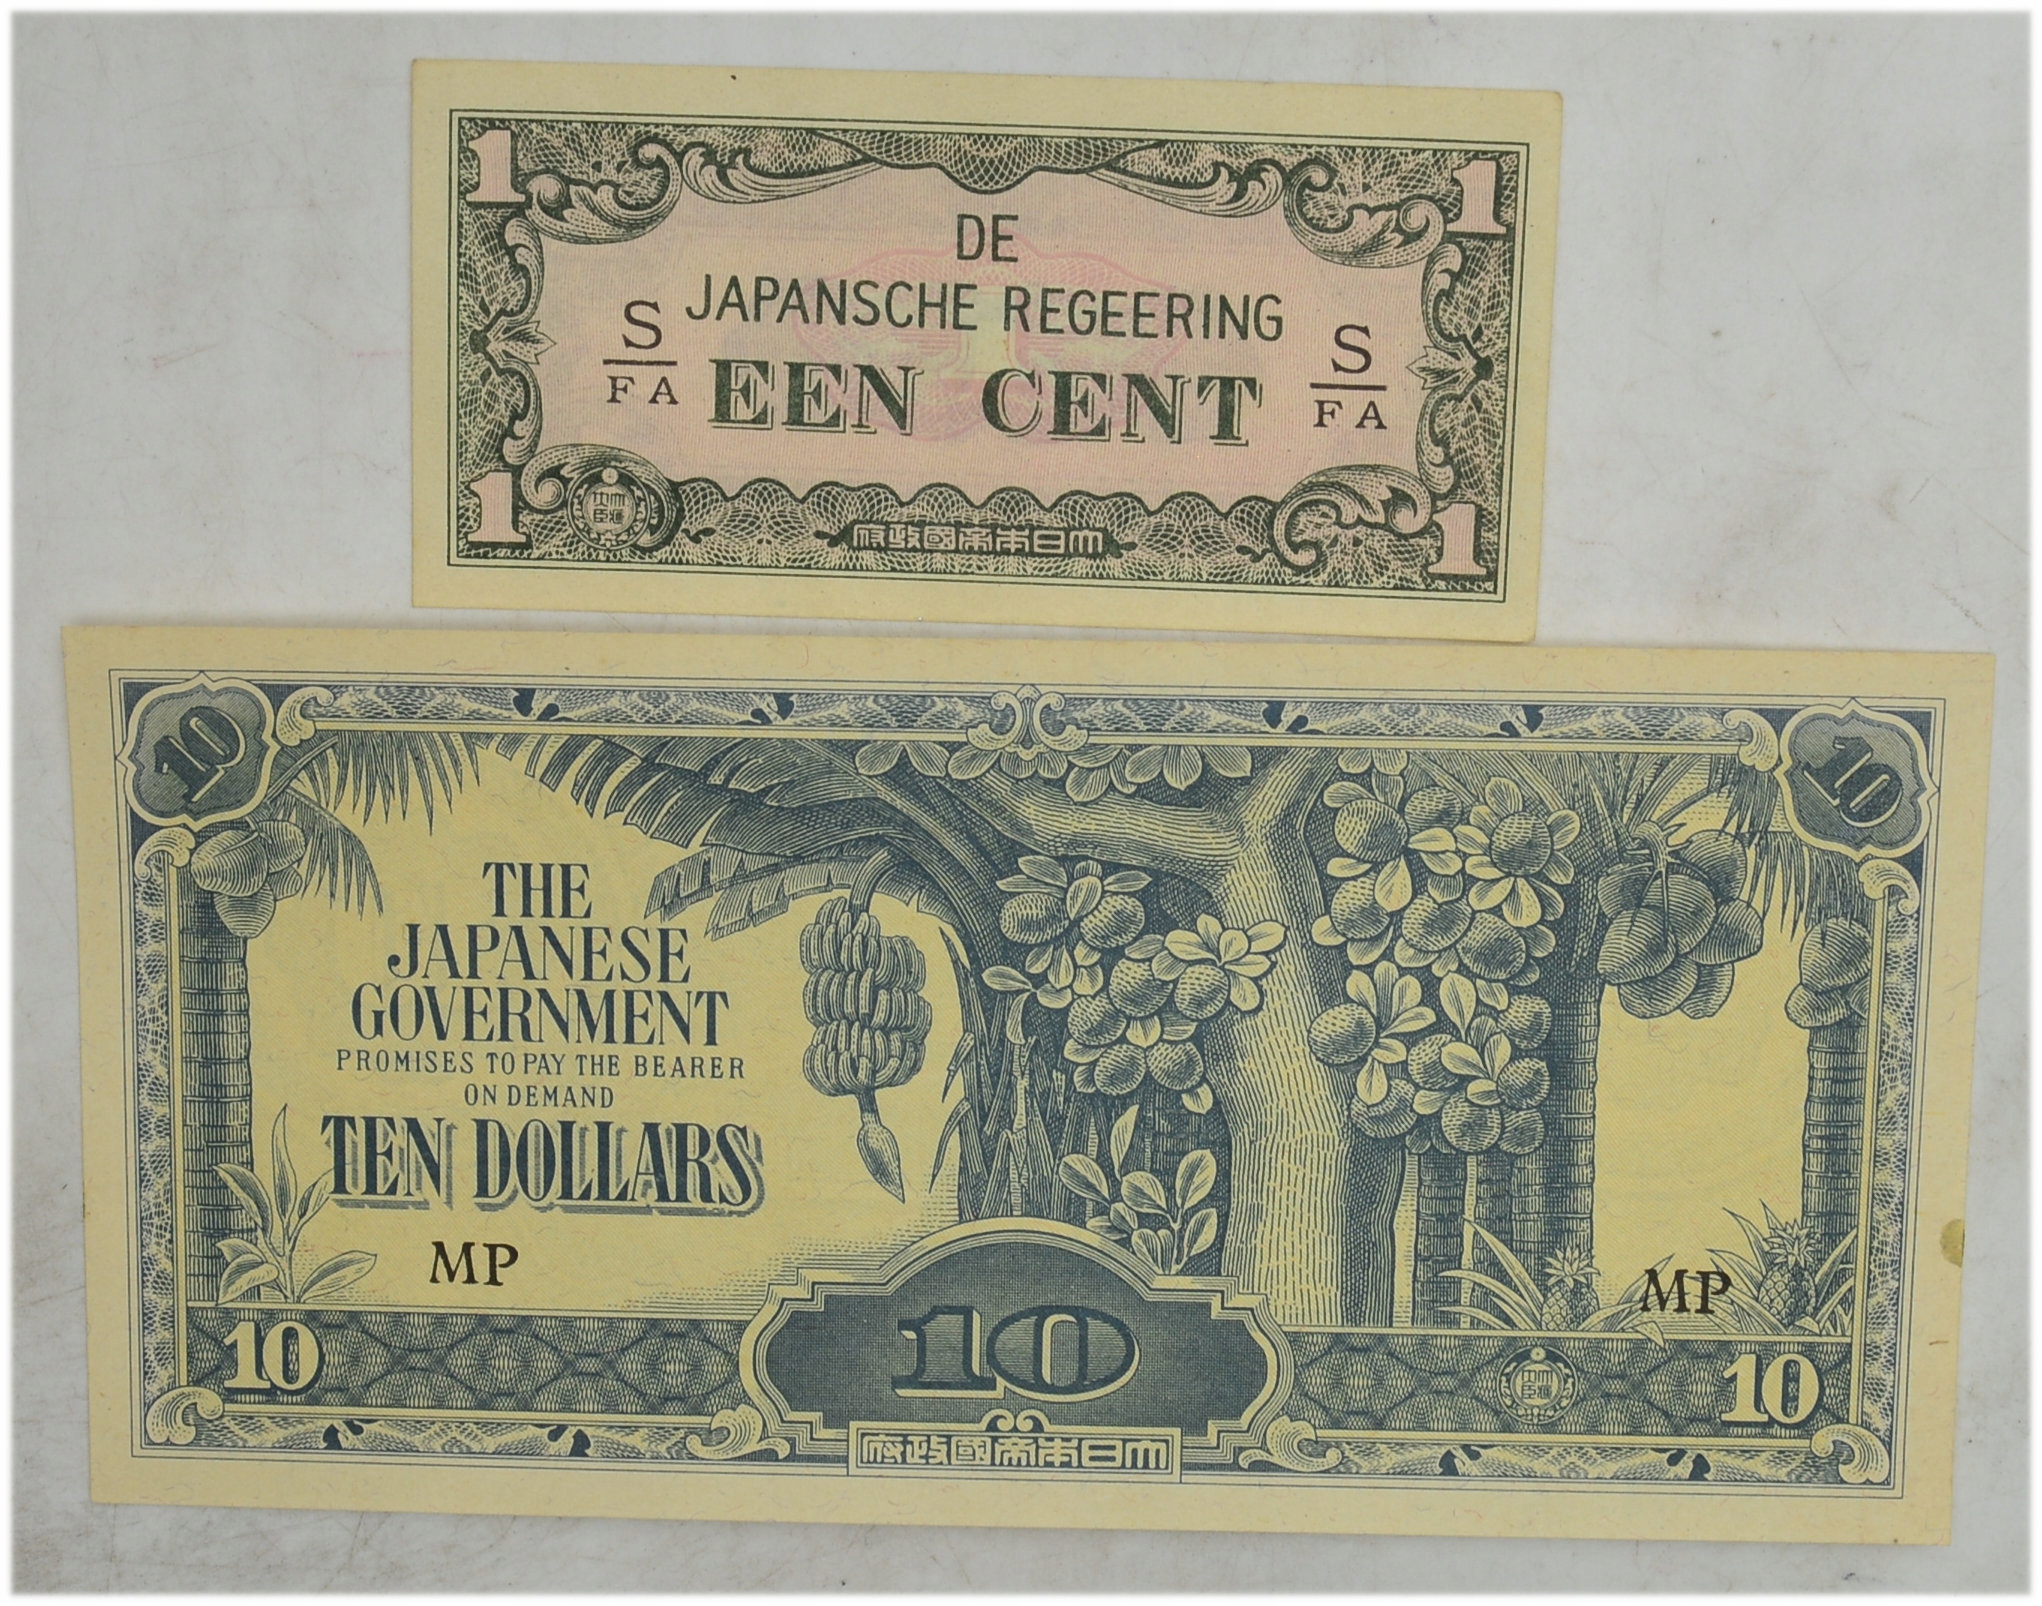 1 1
DE
JAPANSCHE REGEERING
S
FA
EEN CENT
S
FA
1 1
府政國帝本日大
10 10
THE
JAPANESE
GOVERNMENT
PROMISES TO PAY THE BEARER
ON DEMAND
TEN DOLLARS
MP MP
10 10 10
府政國帝本日大